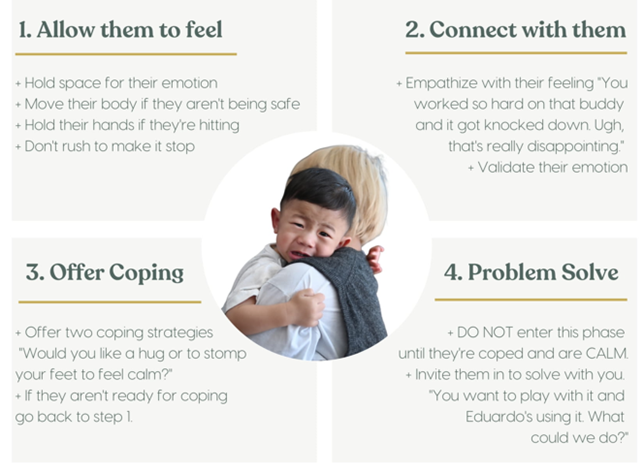 1. Allow them to feel
+ Hold space for their emotion
+ Move their body if they aren't being safe
+ Hold their hands if they're hitting
+ Don't rush to make it stop
2. Connect with them
+ Empathize with their feeling "You
worked so hard on that buddy
and it got knocked down. Ugh,
that's really disappointing."
+ Validate their emotion
3. Offer Coping
+ Offer two coping strategies
"Would you like a hug or to stomp
your feet to feel calm?"
+ If they aren't ready for coping
go back to step 1.
4. Problem Solve
+ DO NOT enter this phase
until they're coped and are CALM.
+ Invite them in to solve with you.
"You want to play with it and
Eduardo's using it. What
could we do?"